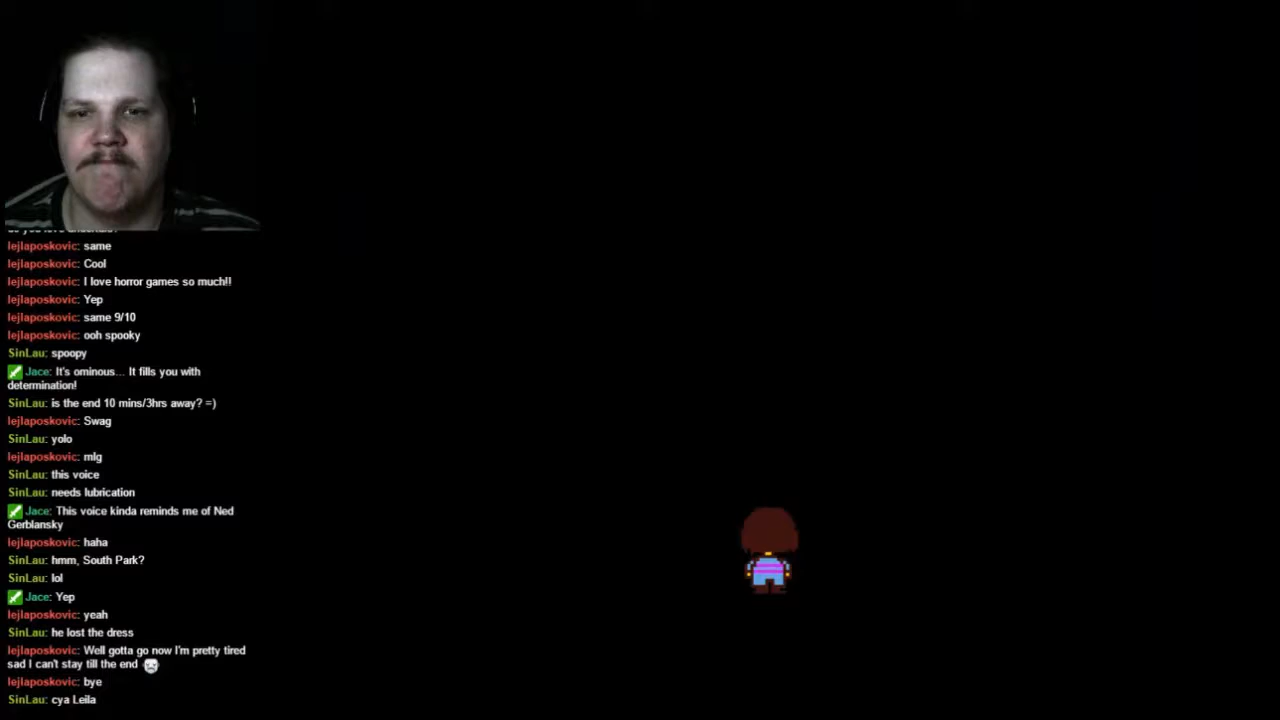 lejlaposkovic: same
lejlaposkovic: Cool
lejlaposkovic: I love horror games so much!!
lejlaposkovic: Yep
lejlaposkovic: same 9/10
lejlaposkovic: ooh spooky
SinLau: spoopy
Jace: It's ominous... It fills you with
determination!
SinLau: is the end 10 mins/3hrs away? =)
lejlaposkovic: Swag
SinLau: yolo
lejlaposkovic: mlg
SinLau: this voice
SinLau: needs lubrication
Jace: This voice kinda reminds me of Ned
Gerblansky
lejlaposkovic: haha
SinLau: hmm, South Park?
SinLau: lol
Jace: Yep
lejlaposkovic: yeah
SinLau: he lost the dress
lejlaposkovic: Well gotta go now I'm pretty tired
sad I can't stay till the end
lejlaposkovic: bye
SinLau: cya Leila